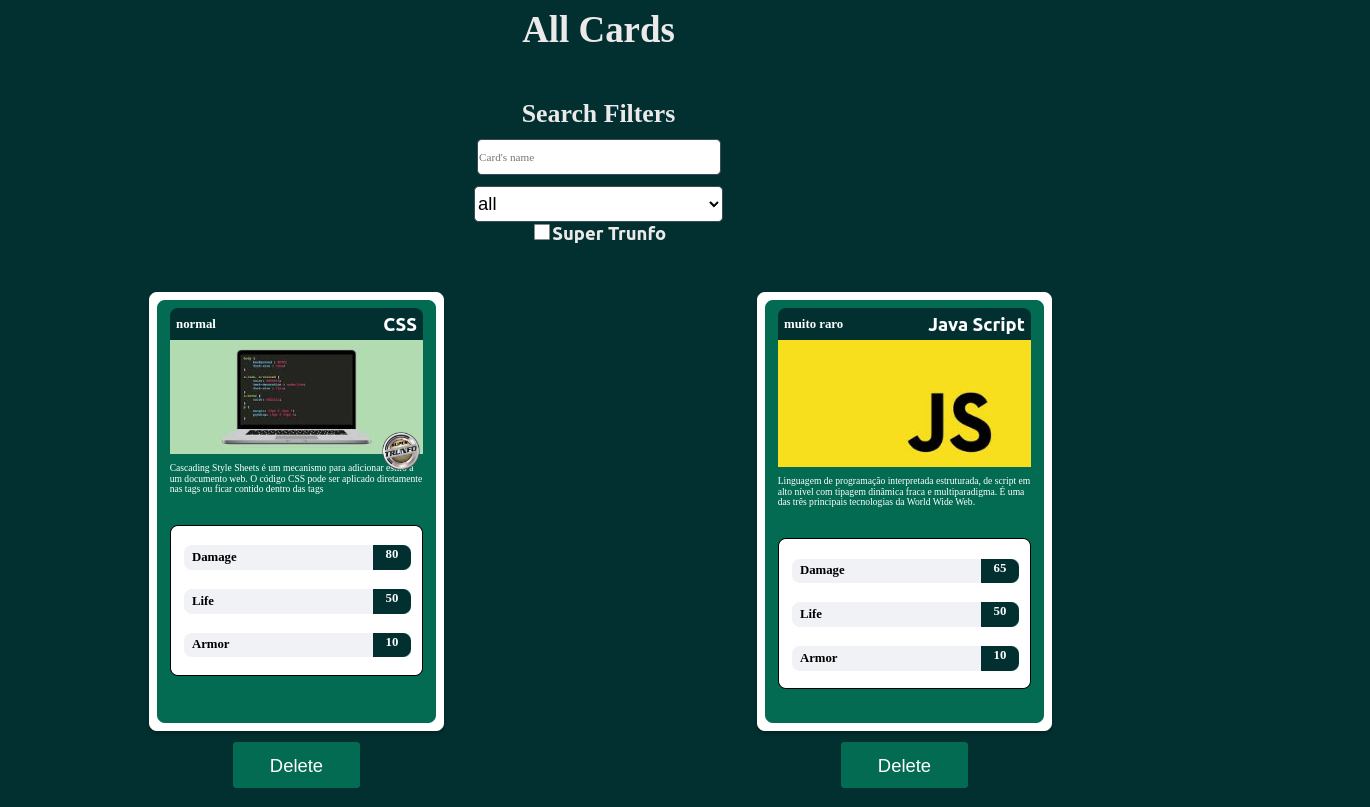 All Cards
Search Filters
Card's name
all
Super Trunfo
normal CSS
SUPER
TRUNFO
Cascading Style Sheets é um mecanismo para adicionar estilo a
um documento web. O código CSS pode ser aplicado diretamente
nas tags ou ficar contido dentro das tags
Damage 80
Life 50
Armor 10
Delete
muito raro Java Script
JS
Linguagem de programação interpretada estruturada, de script em
alto nível com tipagem dinâmica fraca e multiparadigma. É uma
das três principais tecnologias da World Wide Web.
Damage 65
Life 50
Armor 10
Delete